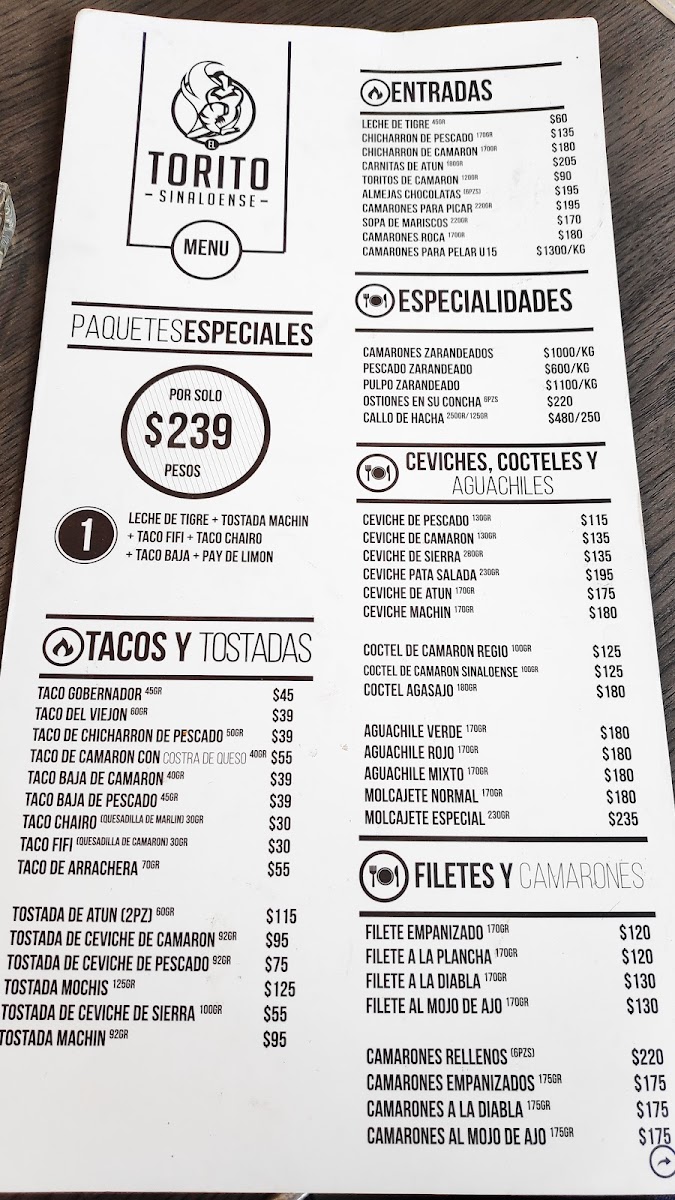 EL
TORITO
- SINALOENSE -
MENU
PAQUETES ESPECIALES
POR SOLO
$239
PESOS
1
LECHE DE TIGRE + TOSTADA MACHIN
+ TACO FIFI + TACO CHAIRO
+ TACO BAJA + PAY DE LIMON
TACOS Y TOSTADAS
TACO GOBERNADOR 45GR $45
TACO DEL VIEJON 60GR $39
TACO DE CHICHARRON DE PESCADO 50GR $39
TACO DE CAMARON CON COSTRA DE QUESO 40GR $55
TACO BAJA DE CAMARON 40GR $39
TACO BAJA DE PESCADO 45GR $39
TACO CHAIRO (QUESADILLA DE MARLIN) 30GR $30
TACO FIFI (QUESADILLA DE CAMARON) 30GR $30
TACO DE ARRACHERA 70GR $55
TOSTADA DE ATUN (2PZ) 60GR $115
TOSTADA DE CEVICHE DE CAMARON 92GR $95
TOSTADA DE CEVICHE DE PESCADO 92GR $75
TOSTADA MOCHIS 125GR $125
TOSTADA DE CEVICHE DE SIERRA 100GR $55
TOSTADA MACHIN 92GR $95
ENTRADAS
LECHE DE TIGRE 45GR $60
CHICHARRON DE PESCADO 170GR $135
CHICHARRON DE CAMARON 170GR $180
CARNITAS DE ATUN 180GR $205
TORITOS DE CAMARON 120GR $90
ALMEJAS CHOCOLATAS (6PZS) $195
CAMARONES PARA PICAR 220GR $195
SOPA DE MARISCOS 220GR $170
CAMARONES ROCA 170GR $180
CAMARONES PARA PELAR U15 $1300/KG
ESPECIALIDADES
CAMARONES ZARANDEADOS $1000/KG
PESCADO ZARANDEADO $600/KG
PULPO ZARANDEADO $1100/KG
OSTIONES EN SU CONCHA 6PZS $220
CALLO DE HACHA 250GR/125GR $480/250
CEVICHES, COCTELES Y
AGUACHILES
CEVICHE DE PESCADO 130GR $115
CEVICHE DE CAMARON 130GR $135
CEVICHE DE SIERRA 280GR $135
CEVICHE PATA SALADA 230GR $195
CEVICHE DE ATUN 170GR $175
CEVICHE MACHIN 170GR $180
COCTEL DE CAMARON REGIO 100GR $125
COCTEL DE CAMARON SINALOENSE 100GR $125
COCTEL AGASAJO 180GR $180
AGUACHILE VERDE 170GR $180
AGUACHILE ROJO 170GR $180
AGUACHILE MIXTO 170GR $180
MOLCAJETE NORMAL 170GR $180
MOLCAJETE ESPECIAL 230GR $235
FILETES Y CAMARONES
FILETE EMPANIZADO 170GR $120
FILETE A LA PLANCHA 170GR $120
FILETE A LA DIABLA 170GR $130
FILETE AL MOJO DE AJO 170GR $130
CAMARONES RELLENOS (6PZS) $220
CAMARONES EMPANIZADOS 175GR $175
CAMARONES A LA DIABLA 175GR $175
CAMARONES AL MOJO DE AJO 175GR $175